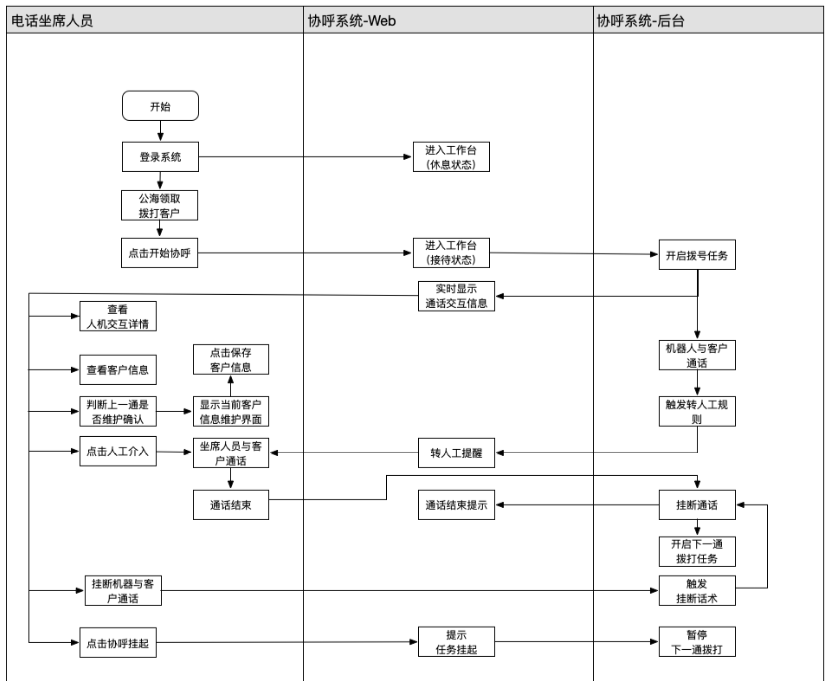 电话坐席人员
协呼系统-Web
协呼系统-后台
开始
登录系统
进入工作台
(休息状态)
公海领取
拨打客户
点击开始协呼
进入工作台
(接待状态)
开启拨号任务
实时显示
通话交互信息
查看
人机交互详情
机器人与客户
通话
点击保存
客户信息
查看客户信息
判断上一通是
否维护确认
显示当前客户
信息维护界面
触发转人工规
则
点击人工介入
坐席人员与客
户通话
转人工提醒
通话结束
通话结束提示
挂断通话
开启下一通
拨打任务
挂断机器与客
户通话
触发
挂断话术
点击协呼挂起
提示
任务挂起
暂停
下一通拨打